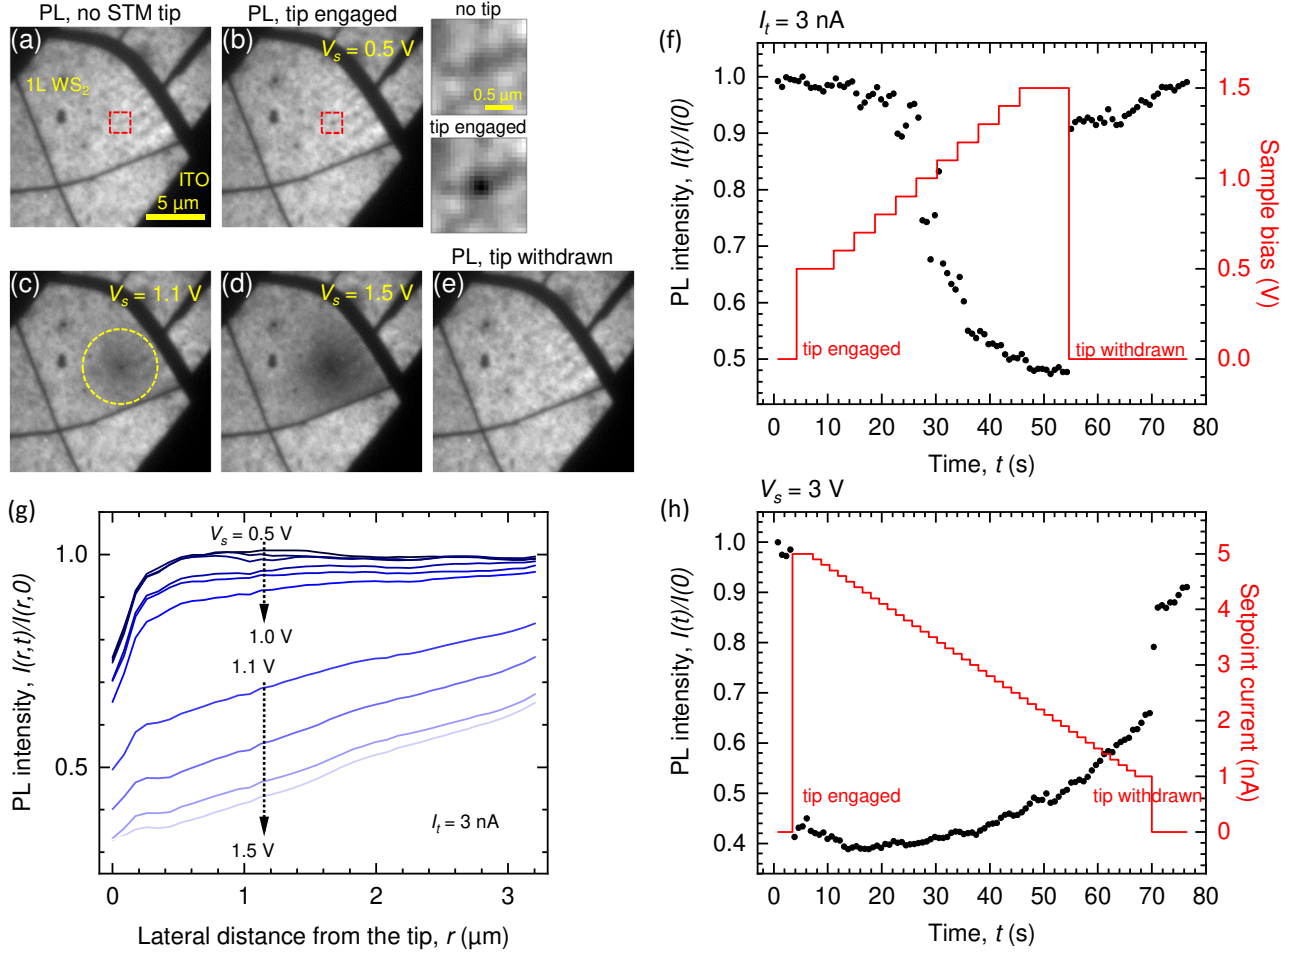 PL, no STM tip
PL, tip engaged
no tip
(a)
1L WS2
ITO
5 µm
(b)
Vs = 0.5 V
0.5 µm
tip engaged
PL, tip withdrawn
(c)
Vs = 1.1 V
(d)
Vs = 1.5 V
(e)
(f)
It = 3 nA
PL intensity, I(t)/I(0)
1.0
0.9
0.8
0.7
0.6
0.5
tip engaged
tip withdrawn
1.5
1.0
0.5
0.0
Sample bias (V)
0 10 20 30 40 50 60 70 80
Time, t (s)
(g)
PL intensity, I(r,t)/I(r,0)
1.0
0.5
Vs = 0.5 V
1.0 V
1.1 V
1.5 V
It = 3 nA
0 1 2 3
Lateral distance from the tip, r (µm)
(h)
Vs = 3 V
PL intensity, I(t)/I(0)
1.0
0.9
0.8
0.7
0.6
0.5
0.4
tip engaged
tip withdrawn
5
4
3
2
1
0
Setpoint current (nA)
0 10 20 30 40 50 60 70 80
Time, t (s)